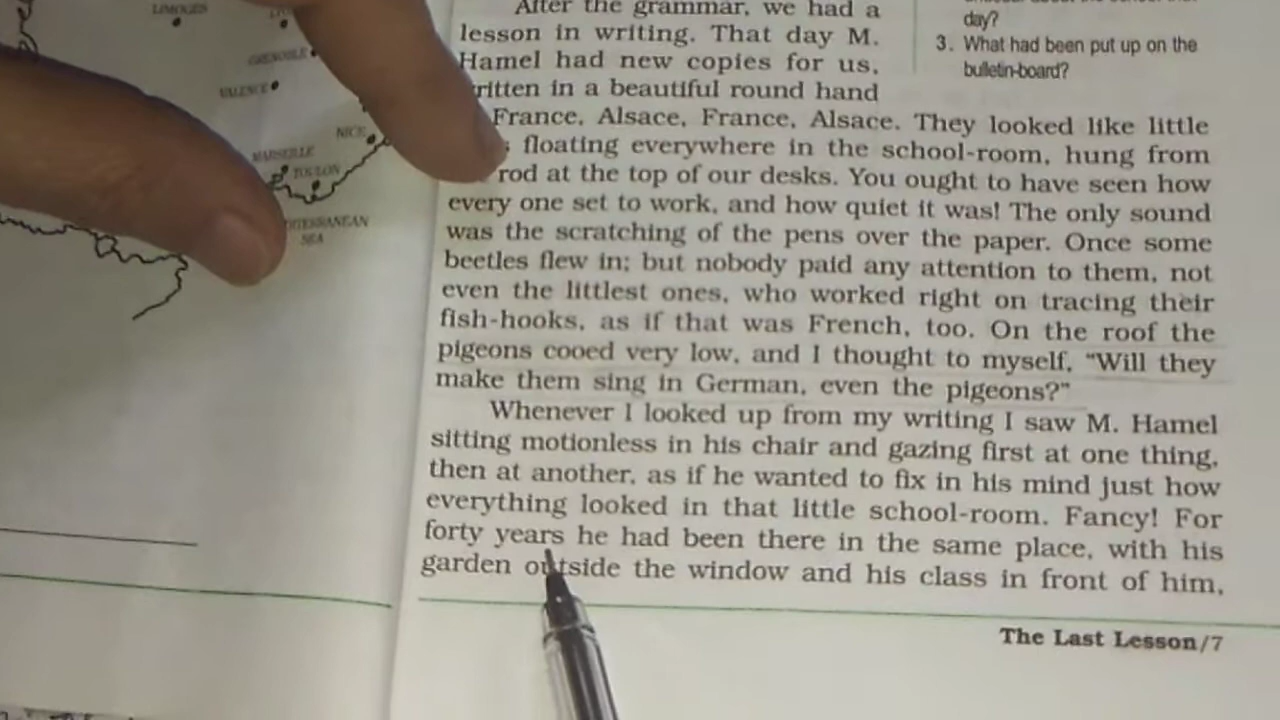 LIMOGES
GRENOBLE
VALENCE
NICE
MARSEILLE
TOULON
SEA
After the grammar, we had a
lesson in writing. That day M.
Hamel had new copies for us,
in a beautiful round hand
France, Alsace, France, Alsace. They looked like little
floating everywhere in the school-room, hung from
rod at the top of our desks. You ought to have seen how
every one set to work, and how quiet it was! The only sound
was the scratching of the pens over the paper. Once some
beetles flew in; but nobody paid any attention to them, not
even the littlest ones, who worked right on tracing their
fish-hooks, as if that was French, too. On the roof the
pigeons cooed very low, and I thought to myself, “Will they
make them sing in German, even the pigeons?”
Whenever I looked up from my writing I saw M. Hamel
sitting motionless in his chair and gazing first at one thing,
then at another, as if he wanted to fix in his mind just how
everything looked in that little school-room. Fancy! For
forty years he had been there in the same place, with his
garden outside the window and his class in front of him,
day?
3. What had been put up on the
bulletin-board?
The Last Lesson/7